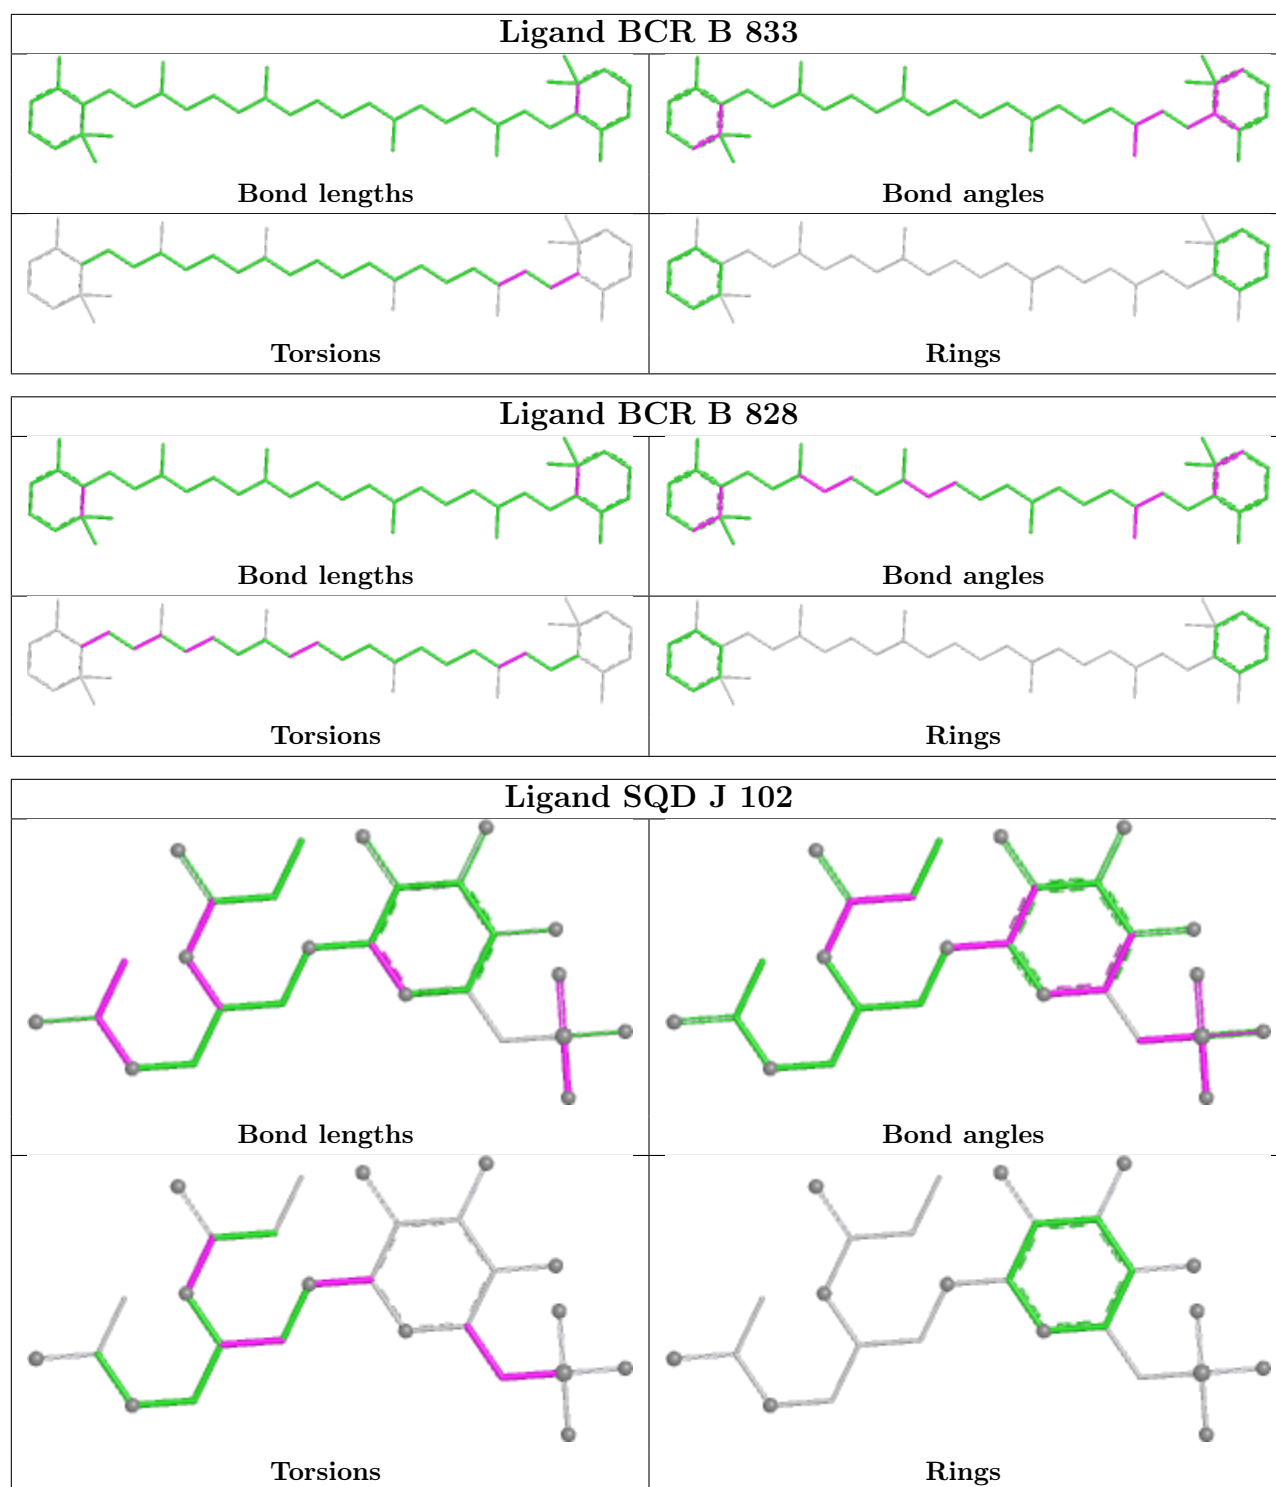 Ligand BCR B 833
Bond lengths
Bond angles
Torsions
Rings
Ligand BCR B 828
Bond lengths
Bond angles
Torsions
Rings
Ligand SQD J 102
Bond lengths
Bond angles
Torsions
Rings